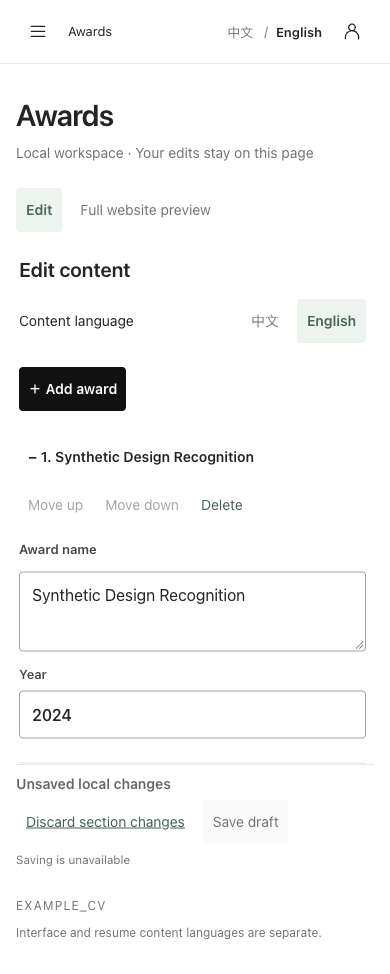 Awards 中文 / English
Awards
Local workspace · Your edits stay on this page
Edit Full website preview
Edit content
Content language 中文 English
+ Add award
– 1. Synthetic Design Recognition
Move up Move down Delete
Award name
Synthetic Design Recognition
Year
2024
Unsaved local changes
Discard section changes Save draft
Saving is unavailable
EXAMPLE_CV
Interface and resume content languages are separate.